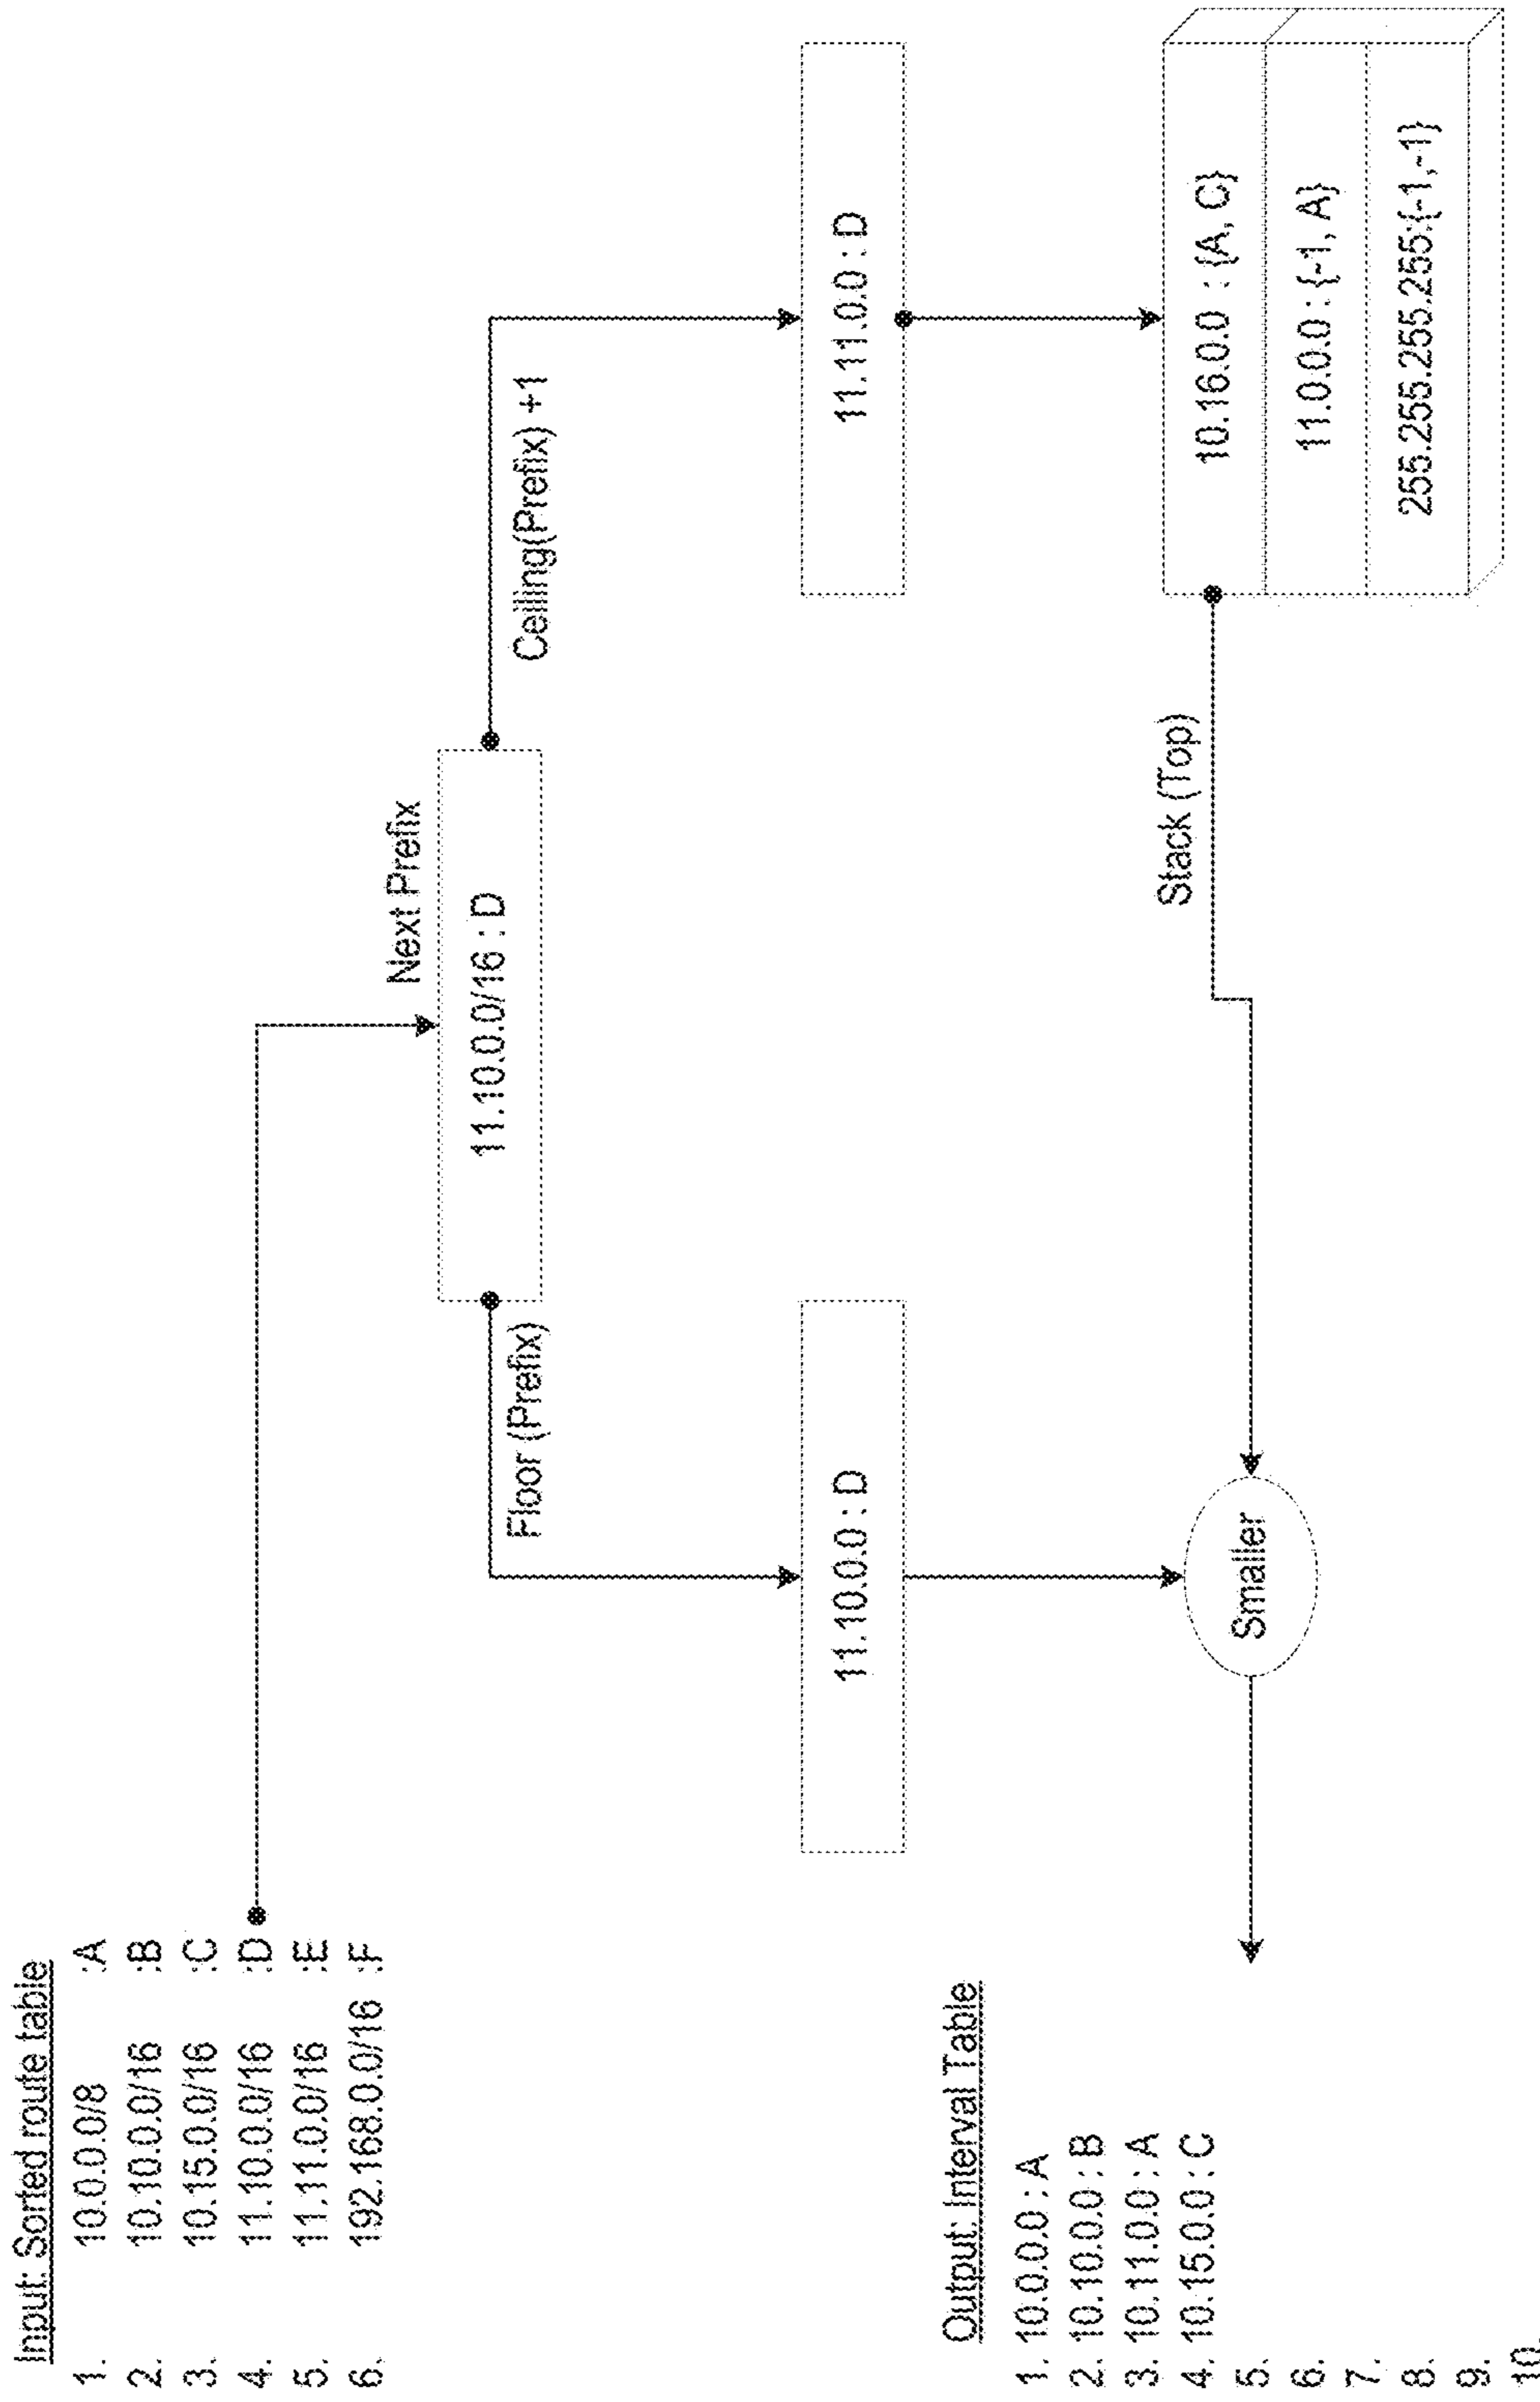 Input: Sorted route table
1. 10.0.0.0/8 :A
2. 10.10.0.0/16 :B
3. 10.15.0.0/16 :C
4. 11.10.0.0/16 :D
5. 11.11.0.0/16 :E
6. 192.168.0.0/16 :F
Next Prefix
11.10.0.0/16 : D
Floor (Prefix)
Ceiling(Prefix) +1
11.10.0.0 : D
11.11.0.0 : D
Output: Interval Table
1. 10.0.0.0 : A
2. 10.10.0.0 : B
3. 10.11.0.0 : A
4. 10.15.0.0 : C
5.
6.
7.
8.
9.
10.
Smaller
Stack (Top)
10.16.0.0 : {A, C}
11.0.0.0 : {-1, A}
255.255.255.255:{-1,-1}